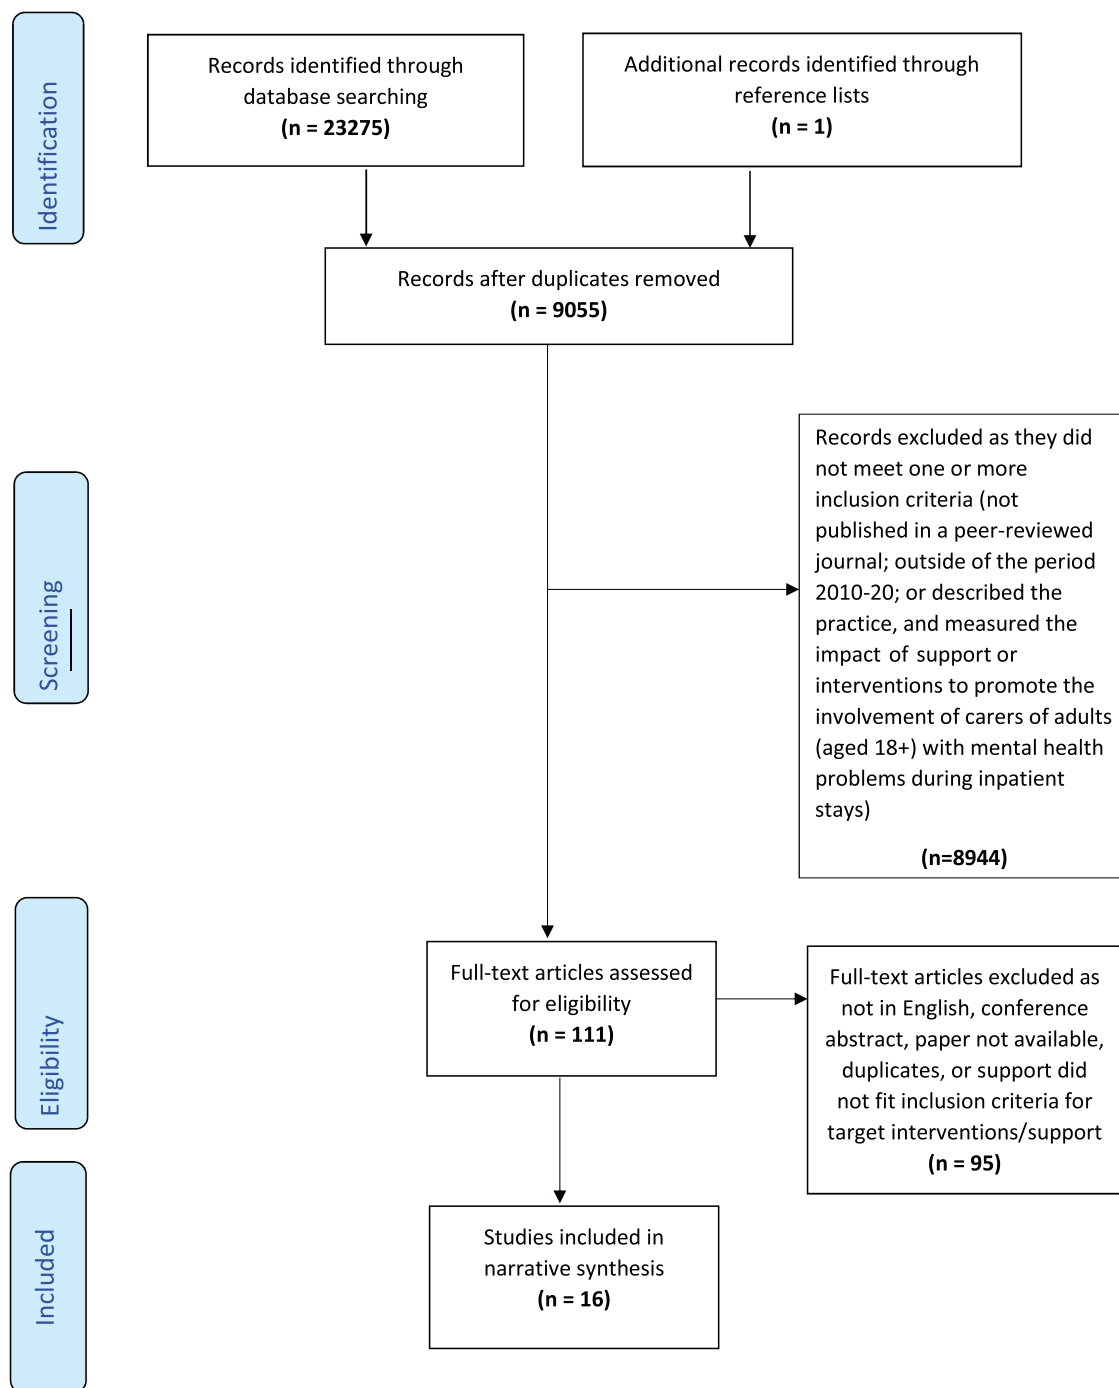 Identification
Records identified through
database searching
(n = 23275)
Additional records identified through
reference lists
(n = 1)
Records after duplicates removed
(n = 9055)
Screening
Records excluded as they did
not meet one or more
inclusion criteria (not
published in a peer-reviewed
journal; outside of the period
2010-20; or described the
practice, and measured the
impact of support or
interventions to promote the
involvement of carers of adults
(aged 18+) with mental health
problems during inpatient
stays)
(n=8944)
Eligibility
Full-text articles assessed
for eligibility
(n = 111)
Full-text articles excluded as
not in English, conference
abstract, paper not available,
duplicates, or support did
not fit inclusion criteria for
target interventions/support
(n = 95)
Included
Studies included in
narrative synthesis
(n = 16)